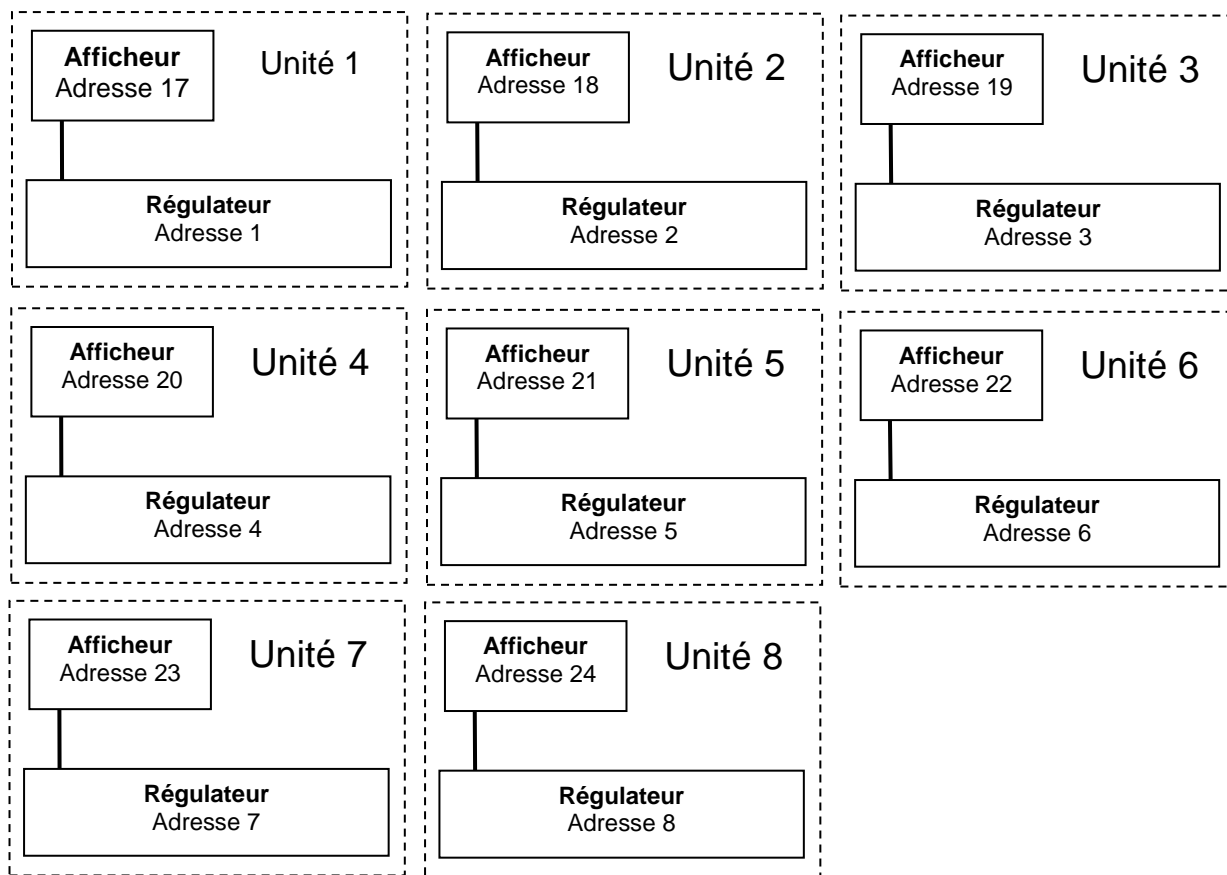 Afficheur
Adresse 17
Unité 1
Régulateur
Adresse 1
Afficheur
Adresse 18
Unité 2
Régulateur
Adresse 2
Afficheur
Adresse 19
Unité 3
Régulateur
Adresse 3
Afficheur
Adresse 20
Unité 4
Régulateur
Adresse 4
Afficheur
Adresse 21
Unité 5
Régulateur
Adresse 5
Afficheur
Adresse 22
Unité 6
Régulateur
Adresse 6
Afficheur
Adresse 23
Unité 7
Régulateur
Adresse 7
Afficheur
Adresse 24
Unité 8
Régulateur
Adresse 8